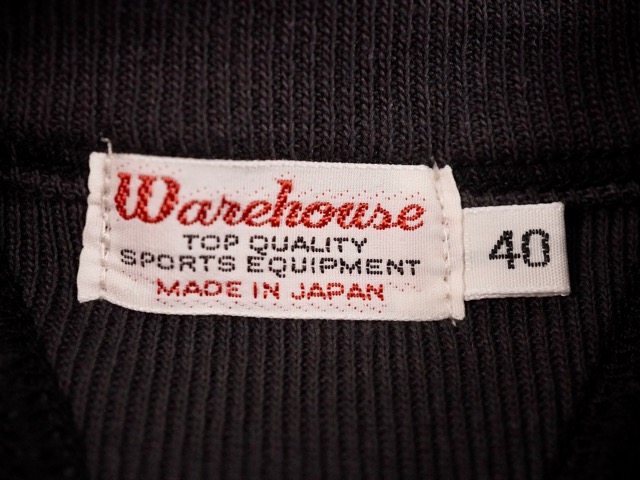 Warehouse
TOP QUALITY
SPORTS EQUIPMENT
MADE IN JAPAN
40